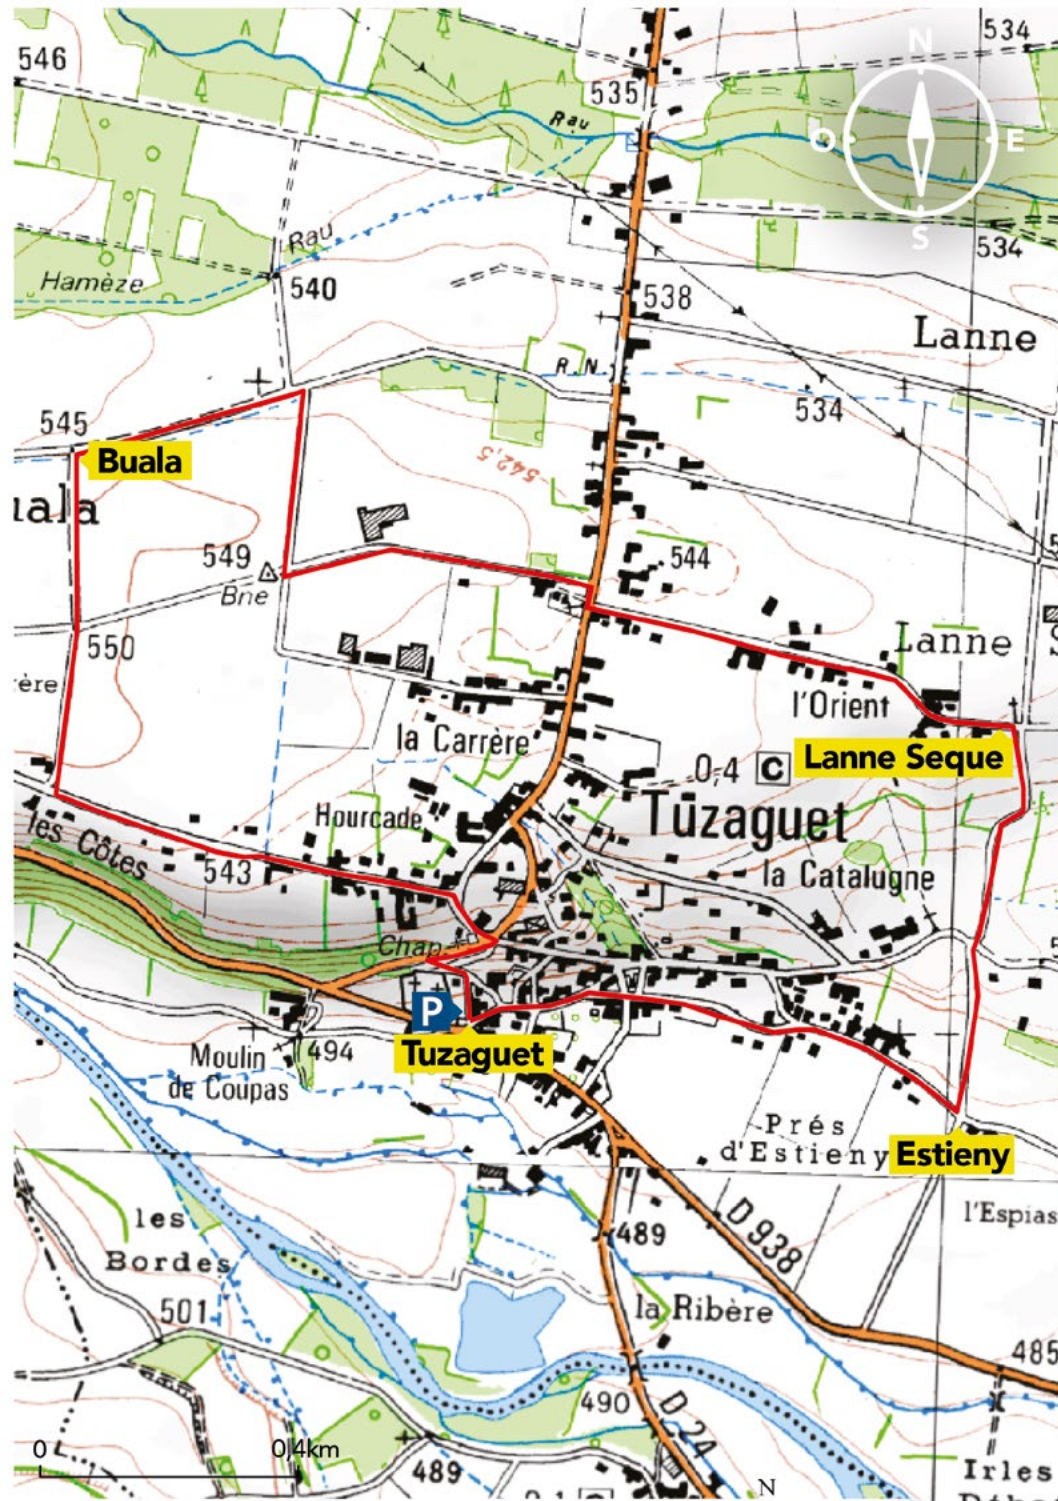 N
534
546
535
Rau
O
E
S
534
Rau
Hamèze
540
538
Lanne
R. N.
545
534
Buala
uala
542,5
549
544
Bne
550
Lanne
ère
l'Orient
la Carrère
0,4 C
Lanne Seque
Hourcade
Tuzaguet
les Côtes
543
la Catalugne
Chap
P
Tuzaguet
Moulin
de Coupas
494
Prés
d'Estieny
Estieny
l'Espias
les
Bordes
489
D 938
501
la Ribère
485
490
D 24
0
0,4km
489
N
Irles